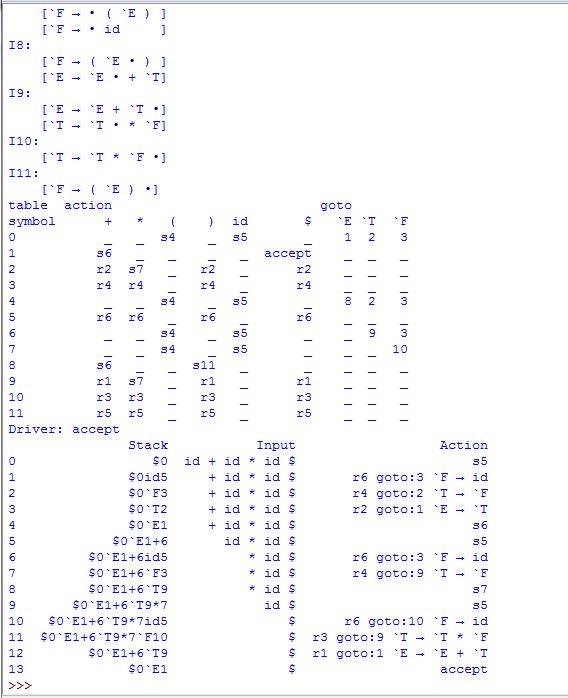 [`F → • ( `E ) ]
    [`F → • id     ]
I8:
    [`F → ( `E • ) ]
    [`E → `E • + `T]
I9:
    [`E → `E + `T •]
    [`T → `T • * `F]
I10:
    [`T → `T * `F •]
I11:
    [`F → ( `E ) •]
table  action                          goto
symbol      +   *   (    )  id       $   `E `T  `F
0           _   _  s4    _  s5       _    1  2   3
1          s6   _   _    _   _  accept    _  _   _
2          r2  s7   _   r2   _      r2    _  _   _
3          r4  r4   _   r4   _      r4    _  _   _
4           _   _  s4    _  s5       _    8  2   3
5          r6  r6   _   r6   _      r6    _  _   _
6           _   _  s4    _  s5       _    _  9   3
7           _   _  s4    _  s5       _    _  _  10
8          s6   _   _  s11   _       _    _  _   _
9          r1  s7   _   r1   _      r1    _  _   _
10         r3  r3   _   r3   _      r3    _  _   _
11         r5  r5   _   r5   _      r5    _  _   _
Driver: accept
               Stack           Input                  Action
0                 $0  id + id * id $                      s5
1              $0id5     + id * id $       r6 goto:3 `F → id
2              $0`F3     + id * id $       r4 goto:2 `T → `F
3              $0`T2     + id * id $       r2 goto:1 `E → `T
4              $0`E1     + id * id $                      s6
5            $0`E1+6       id * id $                      s5
6         $0`E1+6id5          * id $       r6 goto:3 `F → id
7         $0`E1+6`F3          * id $       r4 goto:9 `T → `F
8         $0`E1+6`T9          * id $                      s7
9       $0`E1+6`T9*7            id $                      s5
10   $0`E1+6`T9*7id5               $      r6 goto:10 `F → id
11  $0`E1+6`T9*7`F10               $  r3 goto:9 `T → `T * `F
12        $0`E1+6`T9               $  r1 goto:1 `E → `E + `T
13             $0`E1               $                  accept
>>>